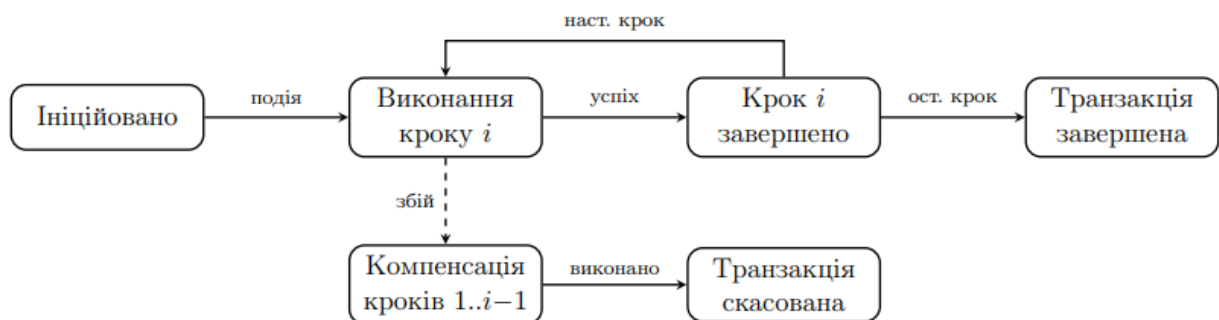 наст. крок
Ініційовано
подія
Виконання
кроку i
успіх
Крок i
завершено
ост. крок
Транзакція
завершена
збій
Компенсація
кроків 1..i−1
виконано
Транзакція
скасована